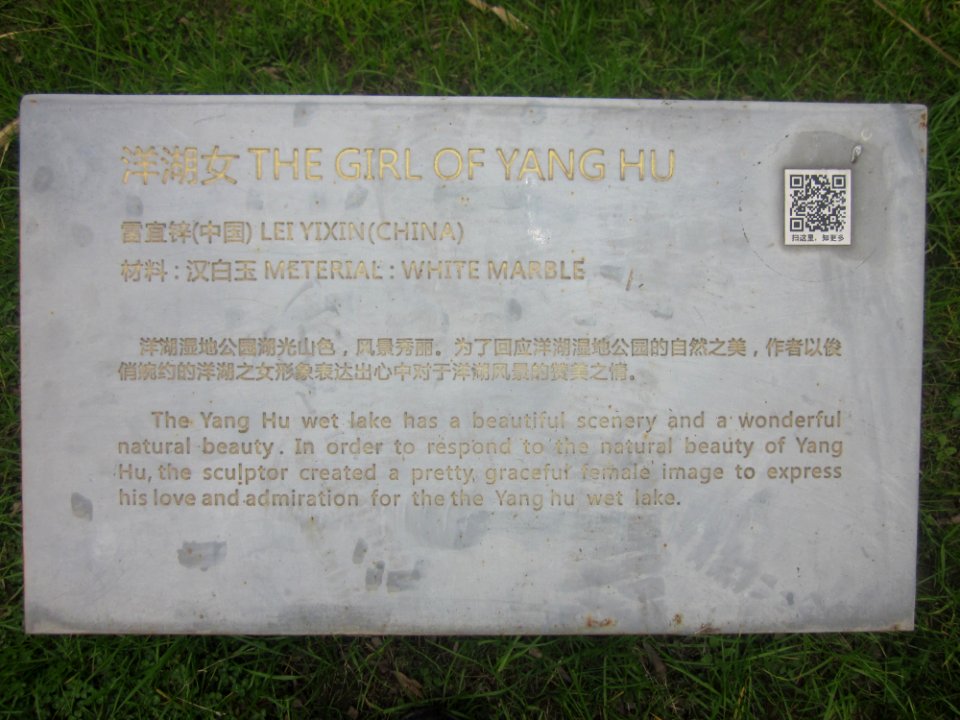 洋湖女 THE GIRL OF YANG HU
雷宜锌(中国) LEI YIXIN(CHINA)
材料：汉白玉 METERIAL : WHITE MARBLE
洋湖湿地公园湖光山色，风景秀丽。为了回应洋湖湿地公园的自然之美，作者以俊
俏婉约的洋湖之女形象表达出心中对于洋湖风景的赞美之情。
The Yang Hu wet lake has a beautiful scenery and a wonderful
natural beauty. In order to respond to the natural beauty of Yang
Hu, the sculptor created a pretty, graceful female image to express
his love and admiration for the the Yang hu wet lake.
扫这里，知更多